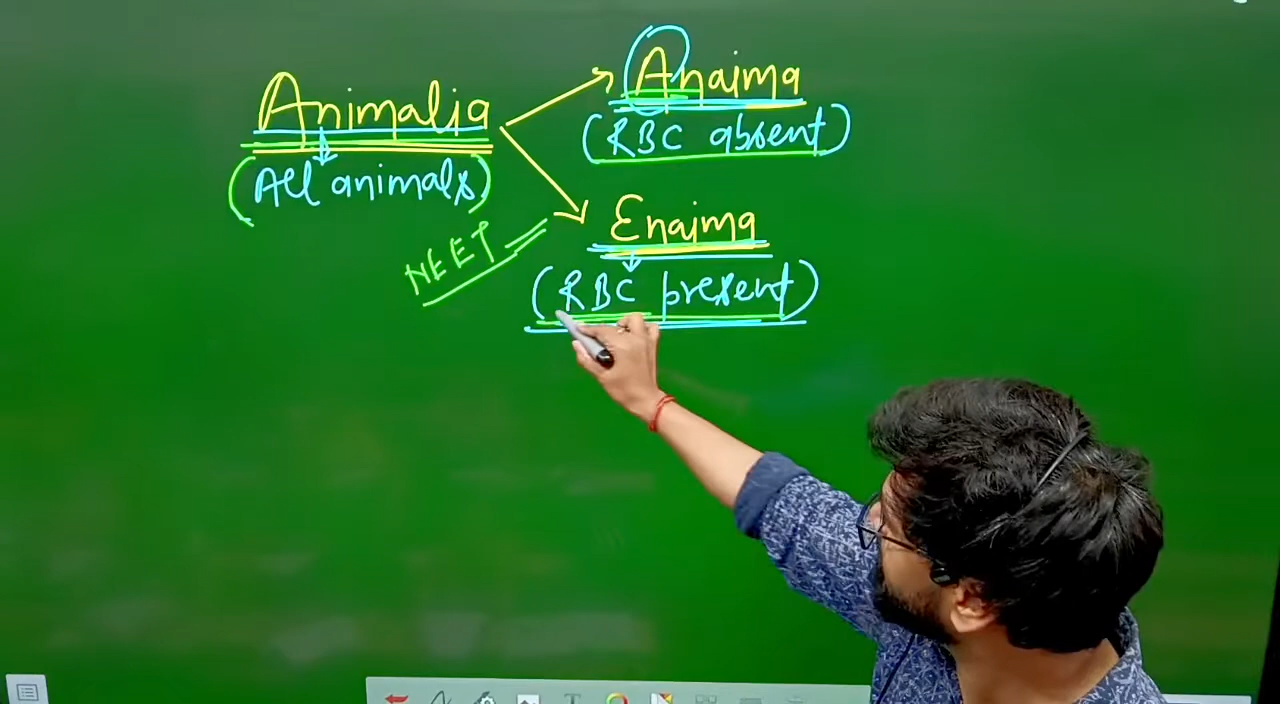 Animalia
(All animals)
Anaima
(RBC absent)
Enaima
(RBC present)
NEET